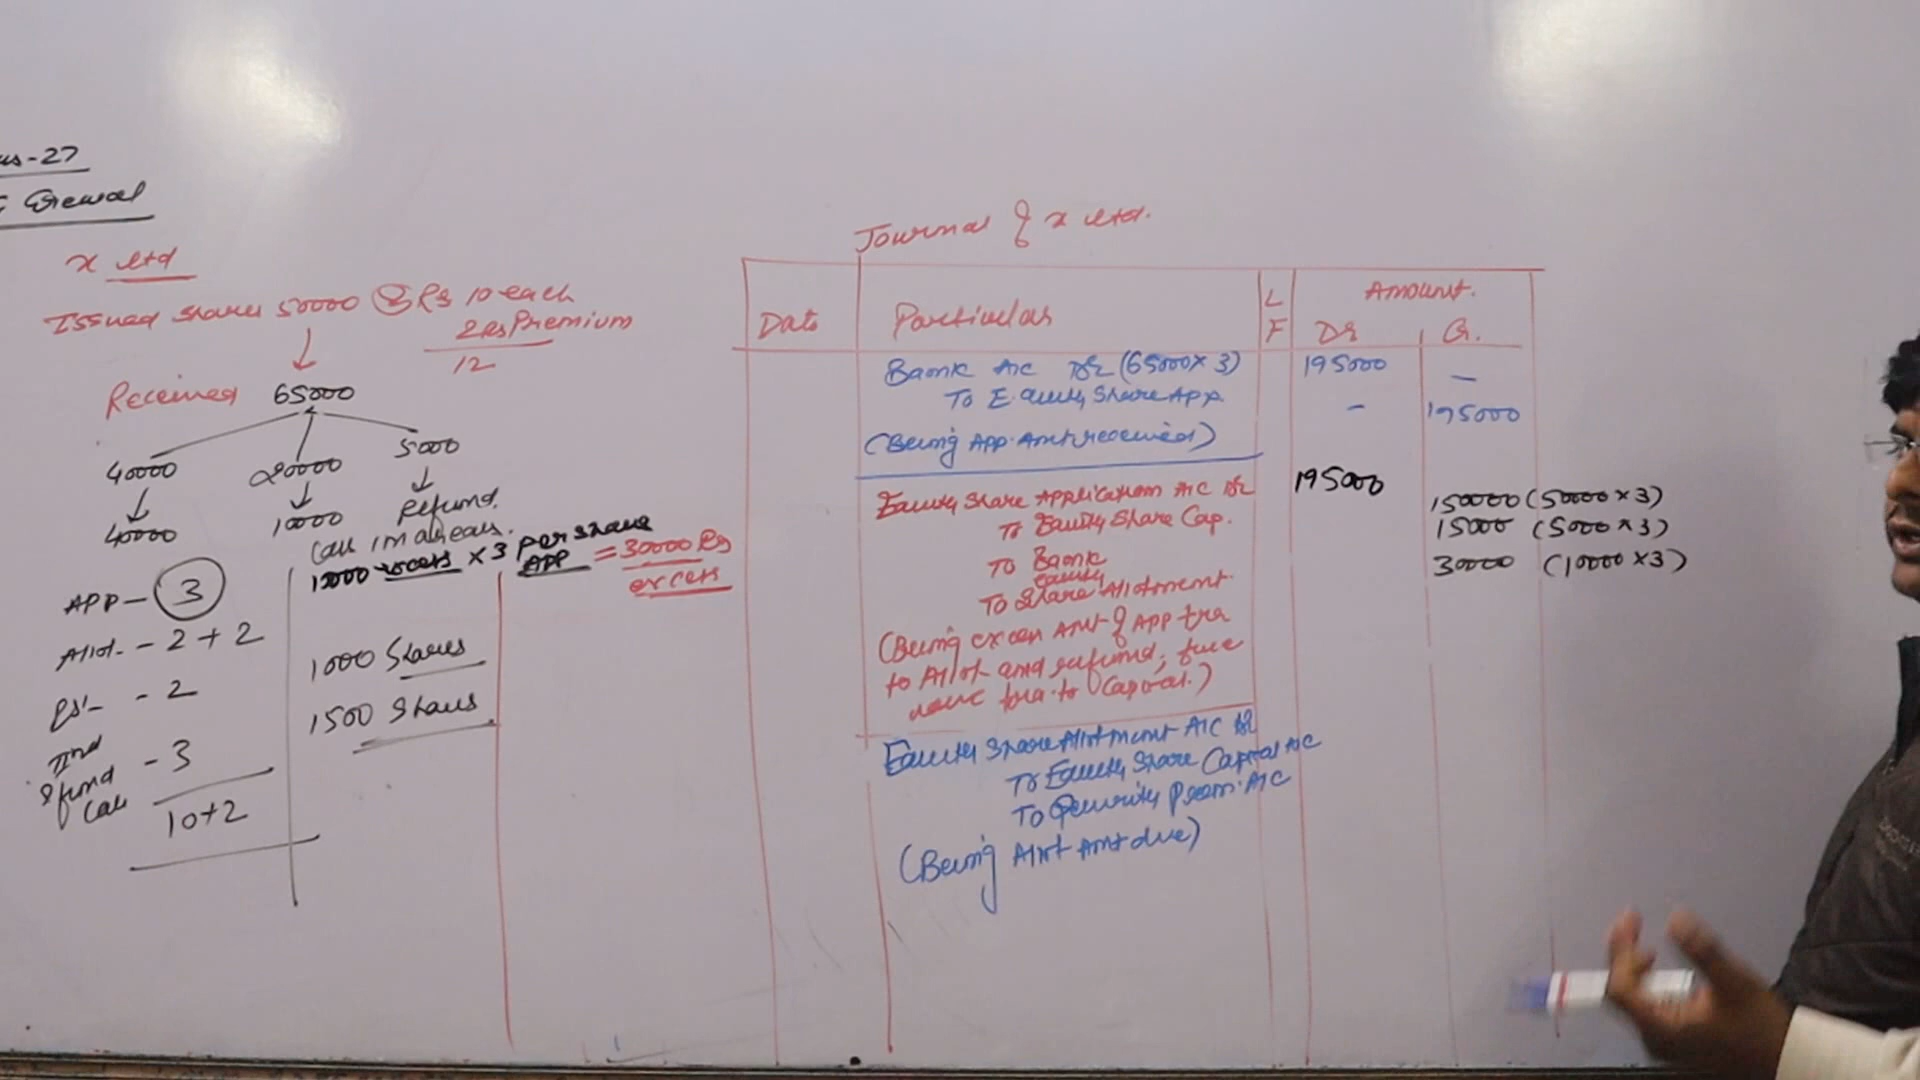 us-27
Grewal
x Ltd
Issued shares 50000 @ Rs 10 each
2 Rs Premium
12
Received 65000
40000 20000 5000
40000 10000 Refund.
Call in arrears.
10000 excess × 3 per share APP = 30000 Rs excess
APP - 3
Allot. - 2 + 2
1000 Shares
- 2
1500 Shares
IInd & final Call - 3
10+2
Journal of x Ltd.
Date Particulars L F Amount.
Dr Cr.
Bank A/c Dr (65000 × 3) 195000 -
To E. quity Share App - 195000
(Being App. Amt received)
Equity Share Application A/c Dr 195000
To Equity Share Cap. 150000 (50000 × 3)
To Bank 15000 (5000 × 3)
To equity Share Allotment. 30000 (10000 × 3)
(Being excess Amt of App tra
to Allot and refund,
tra. to Capital.)
Equity Share Allotment A/c Dr
To Equity Share Capital A/c
To Security Prem. A/c
(Being Allot Amt due)